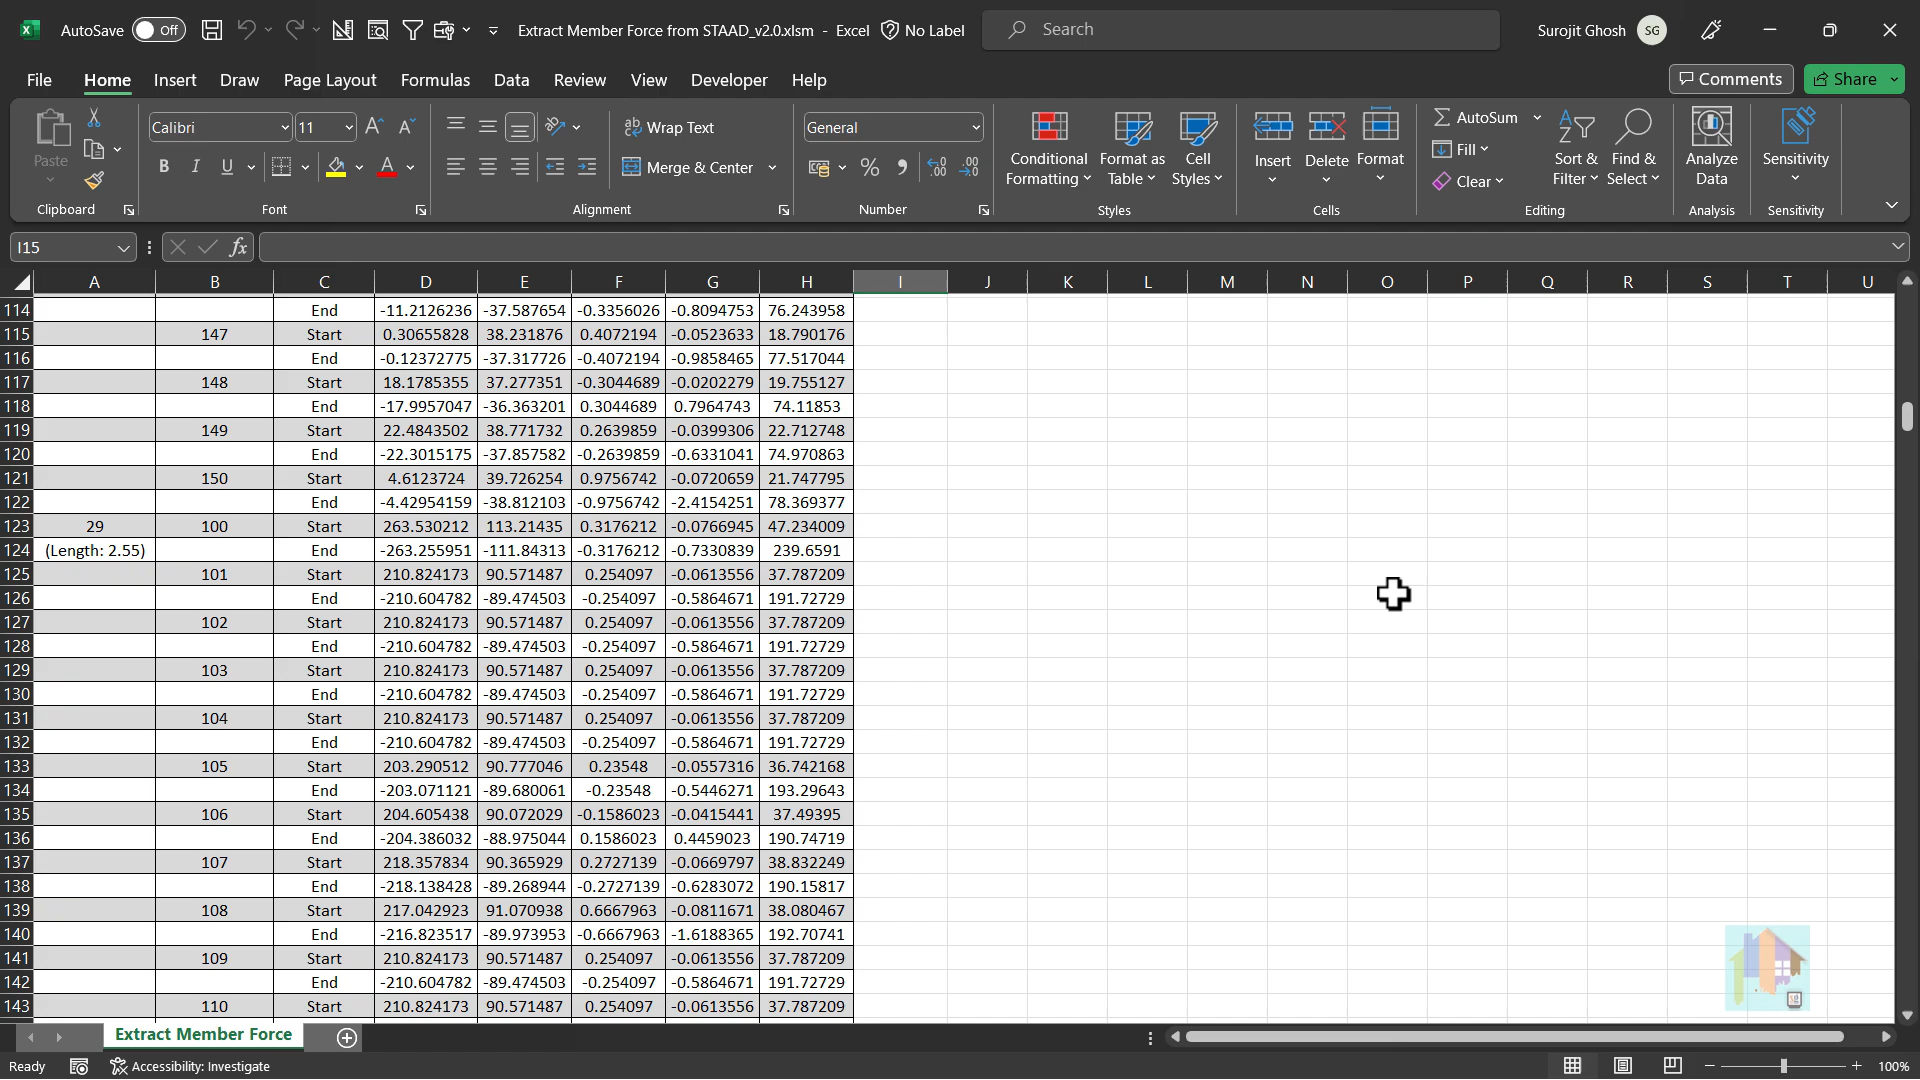 AutoSave Off Extract Member Force from STAAD_v2.0.xlsm - Excel No Label Search Surojit Ghosh SG
File Home Insert Draw Page Layout Formulas Data Review View Developer Help Comments Share
Paste Calibri 11 Wrap Text General Conditional Formatting Format as Table Cell Styles Insert Delete Format AutoSum Fill Clear Sort & Filter Find & Select Analyze Data Sensitivity
B I U A Merge & Center
Clipboard Font Alignment Number Styles Cells Editing Analysis Sensitivity
I15 fx
A B C D E F G H I J K L M N O P Q R S T U
114 End -11.2126236 -37.587654 -0.3356026 -0.8094753 76.243958
115 147 Start 0.30655828 38.231876 0.4072194 -0.0523633 18.790176
116 End -0.12372775 -37.317726 -0.4072194 -0.9858465 77.517044
117 148 Start 18.1785355 37.277351 -0.3044689 -0.0202279 19.755127
118 End -17.9957047 -36.363201 0.3044689 0.7964743 74.11853
119 149 Start 22.4843502 38.771732 0.2639859 -0.0399306 22.712748
120 End -22.3015175 -37.857582 -0.2639859 -0.6331041 74.970863
121 150 Start 4.6123724 39.726254 0.9756742 -0.0720659 21.747795
122 End -4.42954159 -38.812103 -0.9756742 -2.4154251 78.369377
123 29 100 Start 263.530212 113.21435 0.3176212 -0.0766945 47.234009
124 (Length: 2.55) End -263.255951 -111.84313 -0.3176212 -0.7330839 239.6591
125 101 Start 210.824173 90.571487 0.254097 -0.0613556 37.787209
126 End -210.604782 -89.474503 -0.254097 -0.5864671 191.72729
127 102 Start 210.824173 90.571487 0.254097 -0.0613556 37.787209
128 End -210.604782 -89.474503 -0.254097 -0.5864671 191.72729
129 103 Start 210.824173 90.571487 0.254097 -0.0613556 37.787209
130 End -210.604782 -89.474503 -0.254097 -0.5864671 191.72729
131 104 Start 210.824173 90.571487 0.254097 -0.0613556 37.787209
132 End -210.604782 -89.474503 -0.254097 -0.5864671 191.72729
133 105 Start 203.290512 90.777046 0.23548 -0.0557316 36.742168
134 End -203.071121 -89.680061 -0.23548 -0.5446271 193.29643
135 106 Start 204.605438 90.072029 -0.1586023 -0.0415441 37.49395
136 End -204.386032 -88.975044 0.1586023 0.4459023 190.74719
137 107 Start 218.357834 90.365929 0.2727139 -0.0669797 38.832249
138 End -218.138428 -89.268944 -0.2727139 -0.6283072 190.15817
139 108 Start 217.042923 91.070938 0.6667963 -0.0811671 38.080467
140 End -216.823517 -89.973953 -0.6667963 -1.6188365 192.70741
141 109 Start 210.824173 90.571487 0.254097 -0.0613556 37.787209
142 End -210.604782 -89.474503 -0.254097 -0.5864671 191.72729
143 110 Start 210.824173 90.571487 0.254097 -0.0613556 37.787209
Extract Member Force
Ready Accessibility: Investigate 100%